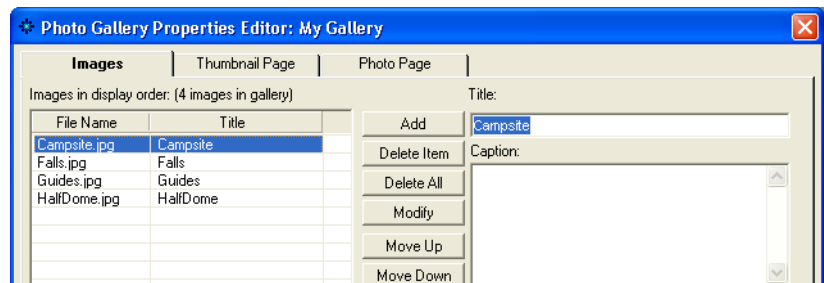 Photo Gallery Properties Editor: My Gallery
Images Thumbnail Page Photo Page
Images in display order: (4 images in gallery)
File Name Title
Campsite.jpg Campsite
Falls.jpg Falls
Guides.jpg Guides
HalfDome.jpg HalfDome
Add
Delete Item
Delete All
Modify
Move Up
Move Down
Title:
Campsite
Caption: